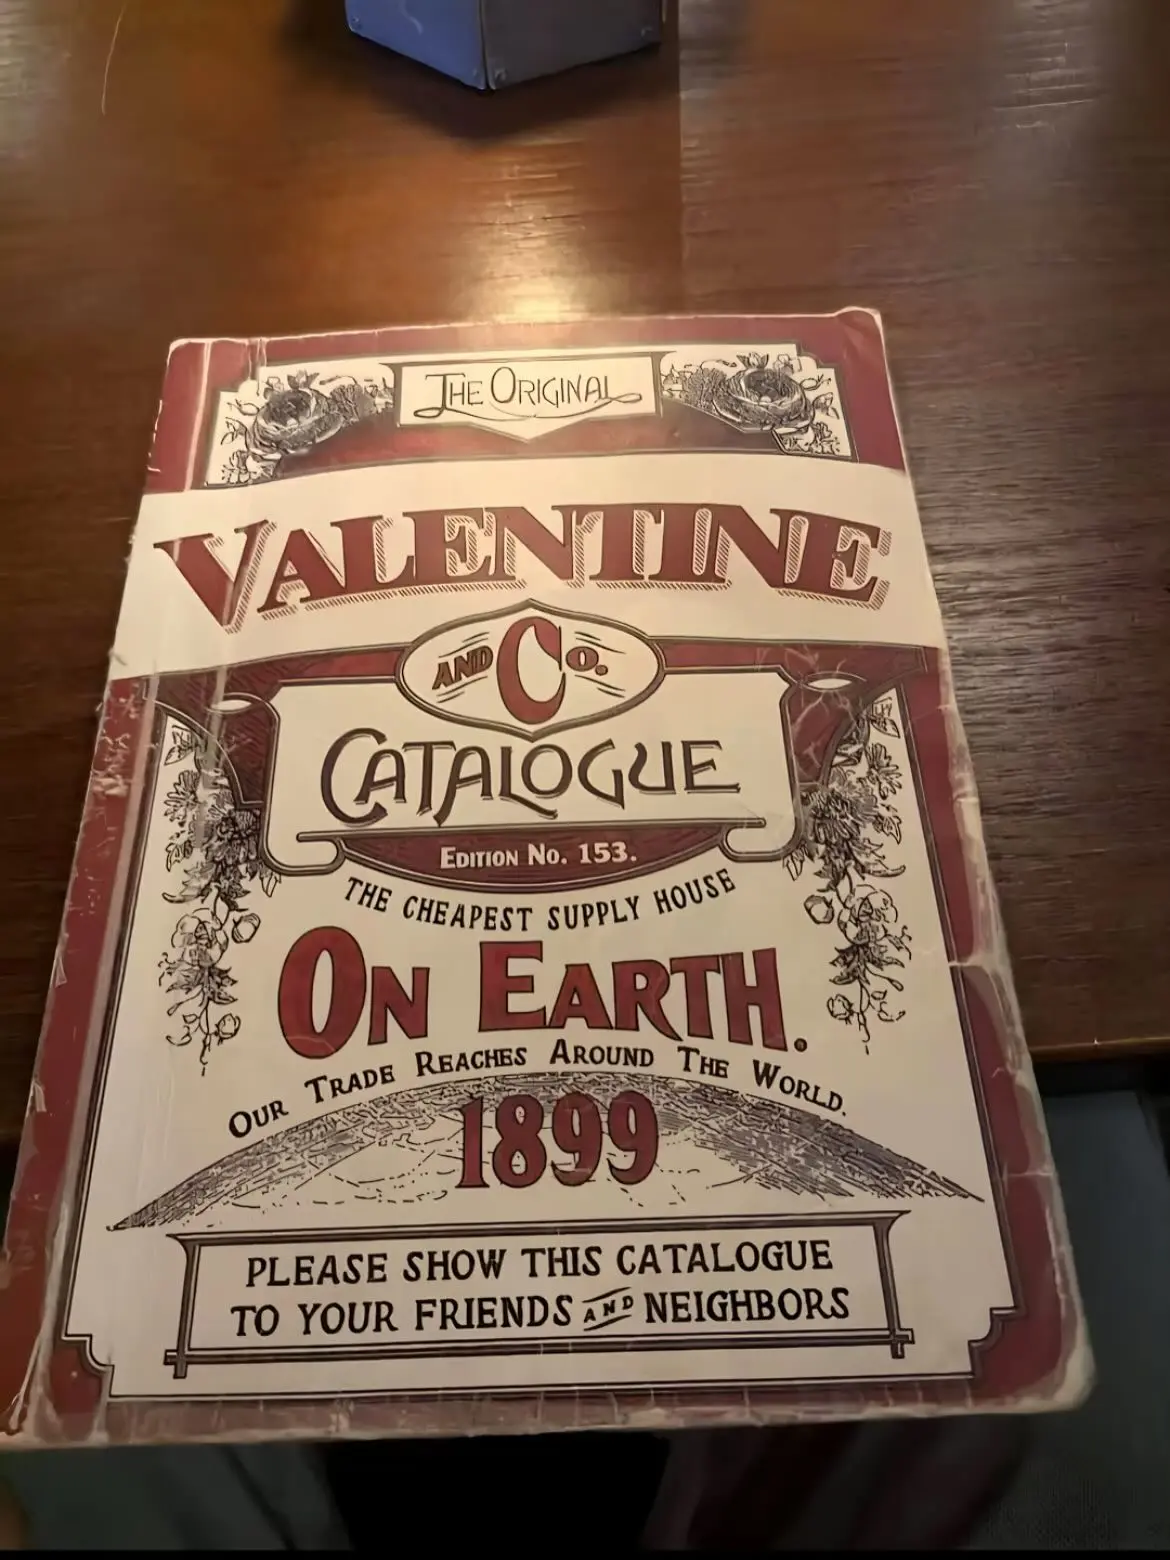 THE ORIGINAL
VALENTINE
AND Co.
CATALOGUE
EDITION No. 153.
THE CHEAPEST SUPPLY HOUSE
ON EARTH.
OUR TRADE REACHES AROUND THE WORLD.
1899
PLEASE SHOW THIS CATALOGUE
TO YOUR FRIENDS AND NEIGHBORS